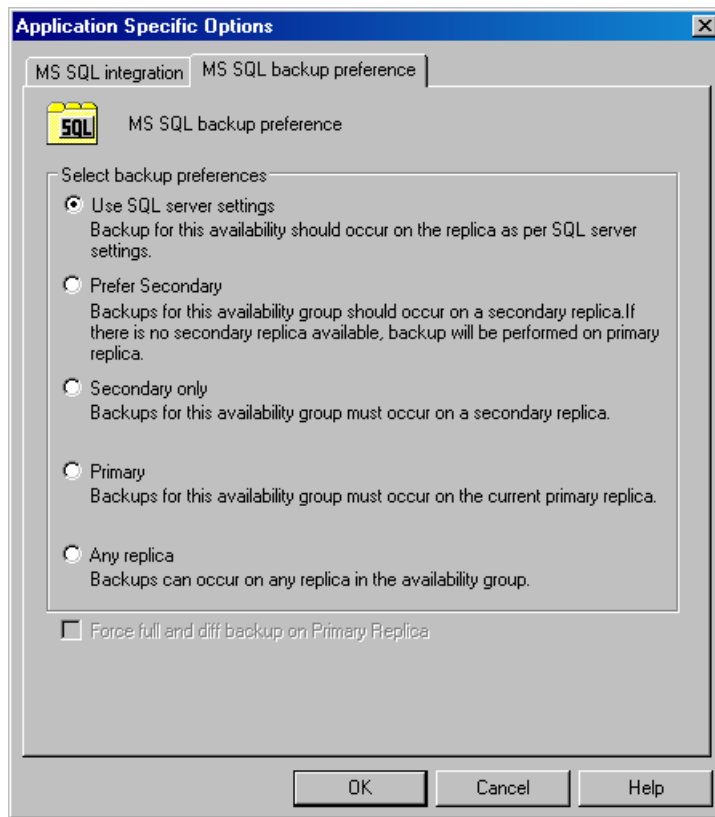 Application Specific Options
MS SQL integration
MS SQL backup preference
SQL
MS SQL backup preference
Select backup preferences
Use SQL server settings
Backup for this availability should occur on the replica as per SQL server
settings.
Prefer Secondary
Backups for this availability group should occur on a secondary replica.If
there is no secondary replica available, backup will be performed on primary
replica.
Secondary only
Backups for this availability group must occur on a secondary replica.
Primary
Backups for this availability group must occur on the current primary replica.
Any replica
Backups can occur on any replica in the availability group.
Force full and diff backup on Primary Replica
OK
Cancel
Help